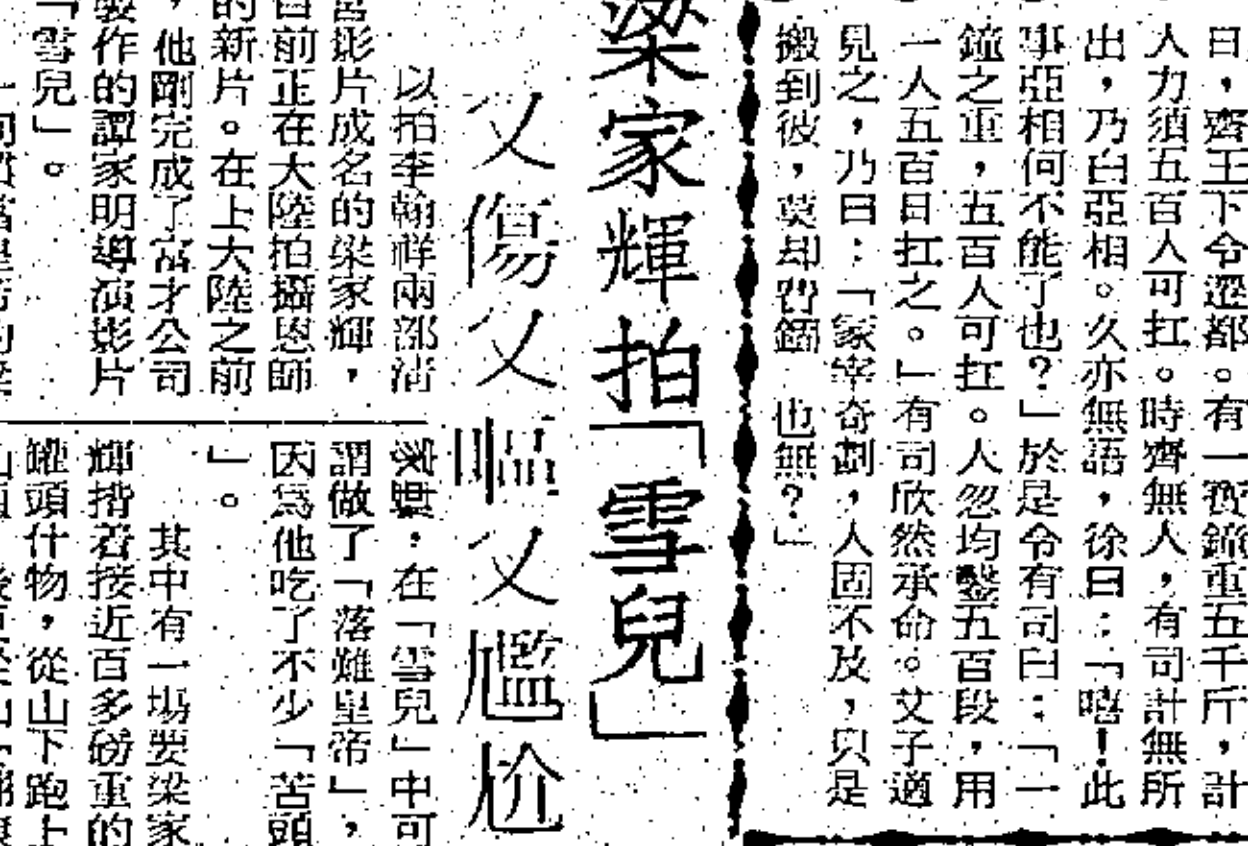 日，齊王下令遷都。有一寶鐘重五千斤，計
人力須五百人可扛。時齊無人，有司計無所
出，乃白亞相。久亦無語，徐曰：「嘻！此
事亞相何不能了也？」於是令有司曰：「一
鐘之重，五百人可扛。人忽均鑿五百段，用
一人五百日扛之。」有司欣然承命。艾子適
見之，乃曰：「冢宰奇劃，人固不及，只是
搬到彼，莫却費錮　也無？」
梁家輝拍「雪兒」
又傷又嘔又尷尬
以拍李翰祥兩部清
宮影片成名的梁家輝，
目前正在大陸拍攝恩師
的新片。在上大陸之前
，他剛完成了富才公司
製作的譚家明導演影片
「雪兒」。
，在「雪兒」中可
謂做了「落難皇帝」，
因為他吃了不少「苦頭
」。
其中有一場要梁家
輝揹着接近百多磅重的
罐頭什物，從山下跑上